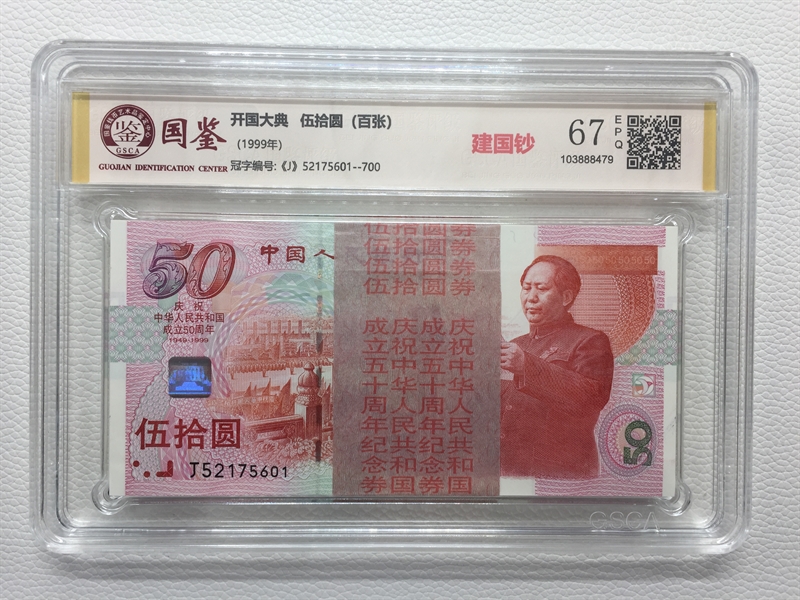 国鉴
GSCA
GUOJIAN IDENTIFICATION CENTER
开国大典 伍拾圆（百张）
（1999年）
冠字编号:《J》52175601--700
建国钞
67
EPQ
103888479
50
中国人
庆祝
中华人民共和国
成立50周年
1949-1999
伍拾圆
J52175601
伍拾圆券
伍拾圆券
伍拾圆券
伍拾圆券
庆祝中华人民共和国
成立五十周年纪念券
庆祝中华人民共和国
成立五十周年纪念券
50
GSCA